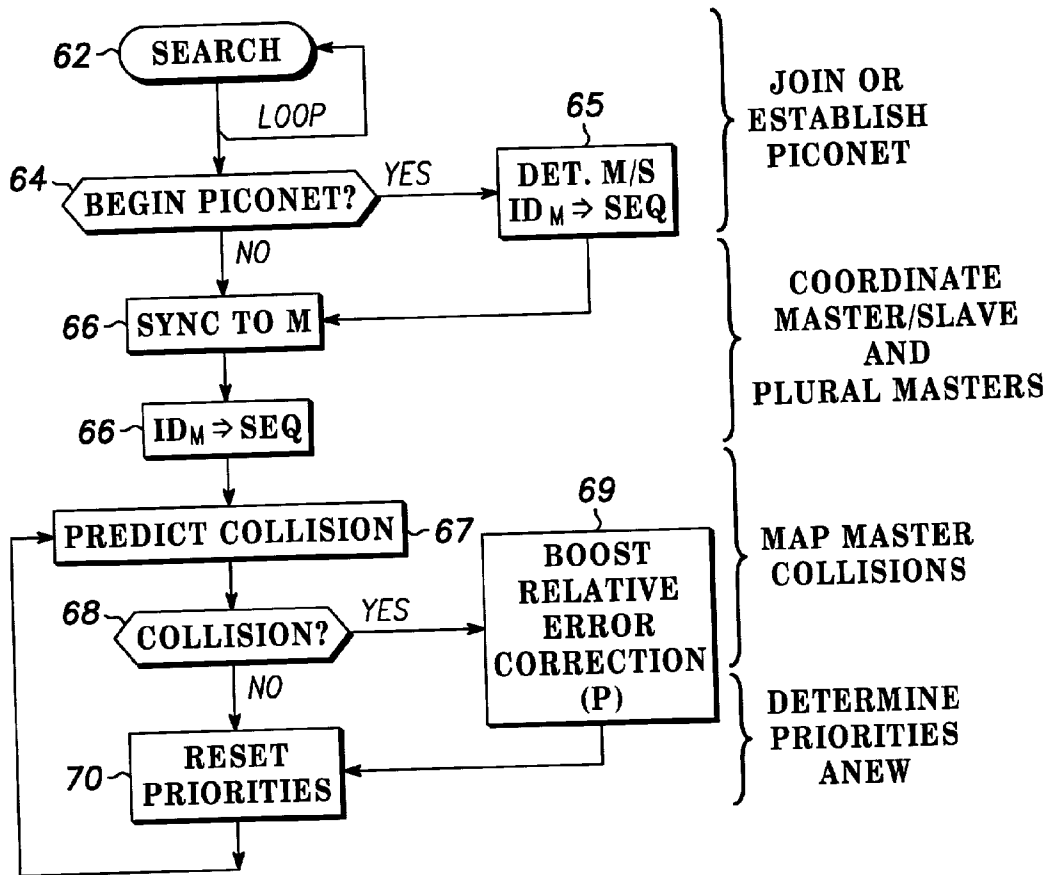 62
SEARCH
LOOP
JOIN OR
ESTABLISH
PICONET
64
BEGIN PICONET?
YES
65
DET. M/S
IDM ⇒ SEQ
NO
66
SYNC TO M
COORDINATE
MASTER/SLAVE
AND
PLURAL MASTERS
66
IDM ⇒ SEQ
PREDICT COLLISION
67
69
BOOST
RELATIVE
ERROR
CORRECTION
(P)
MAP MASTER
COLLISIONS
68
COLLISION?
YES
NO
70
RESET
PRIORITIES
DETERMINE
PRIORITIES
ANEW